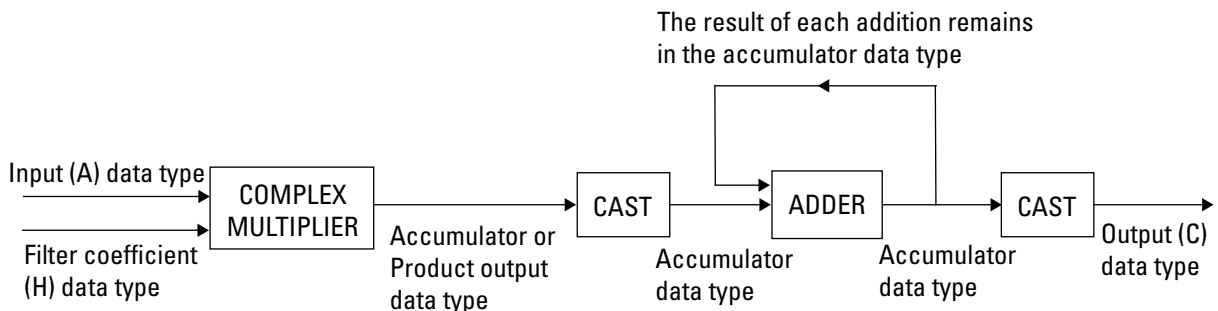 The result of each addition remains
in the accumulator data type
Input (A) data type
COMPLEX
MULTIPLIER
Filter coefficient
(H) data type
Accumulator or
Product output
data type
CAST
Accumulator
data type
ADDER
Accumulator
data type
CAST
Output (C)
data type